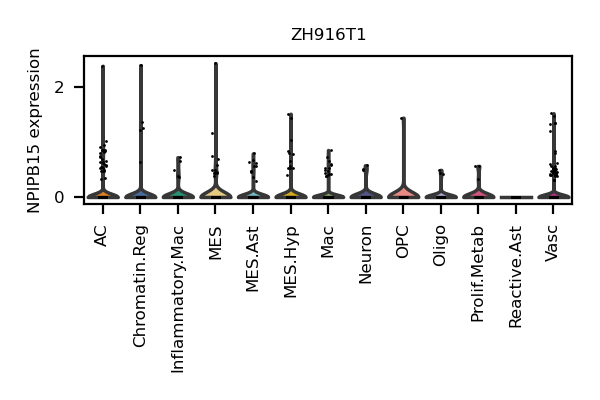 ZH916T1
NPIPB15 expression
2
0
AC
Chromatin.Reg
Inflammatory.Mac
MES
MES.Ast
MES.Hyp
Mac
Neuron
OPC
Oligo
Prolif.Metab
Reactive.Ast
Vasc